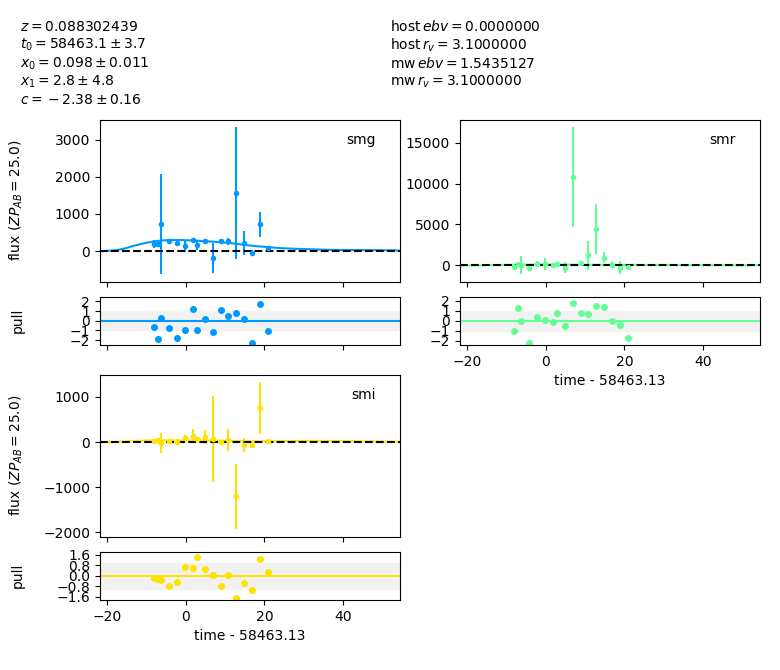 z = 0.088302439
t₀ = 58463.1 ± 3.7
x₀ = 0.098 ± 0.011
x₁ = 2.8 ± 4.8
c = −2.38 ± 0.16
host ebv = 0.0000000
host r_v = 3.1000000
mw ebv = 1.5435127
mw r_v = 3.1000000
smg
3000
2000
1000
0
flux (ZP_AB = 25.0)
2
1
0
−1
−2
pull
smr
15000
10000
5000
0
2
1
0
−1
−2
−20 0 20 40
time - 58463.13
smi
1000
0
−1000
−2000
flux (ZP_AB = 25.0)
1.6
0.8
0.0
−0.8
−1.6
pull
−20 0 20 40
time - 58463.13